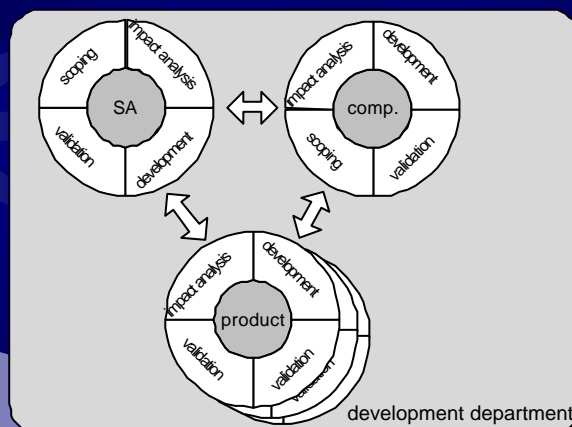 scoping
impact analysis
SA
validation
development
impact analysis
development
comp.
scoping
validation
impact analysis
development
product
validation
validation
validation
development department